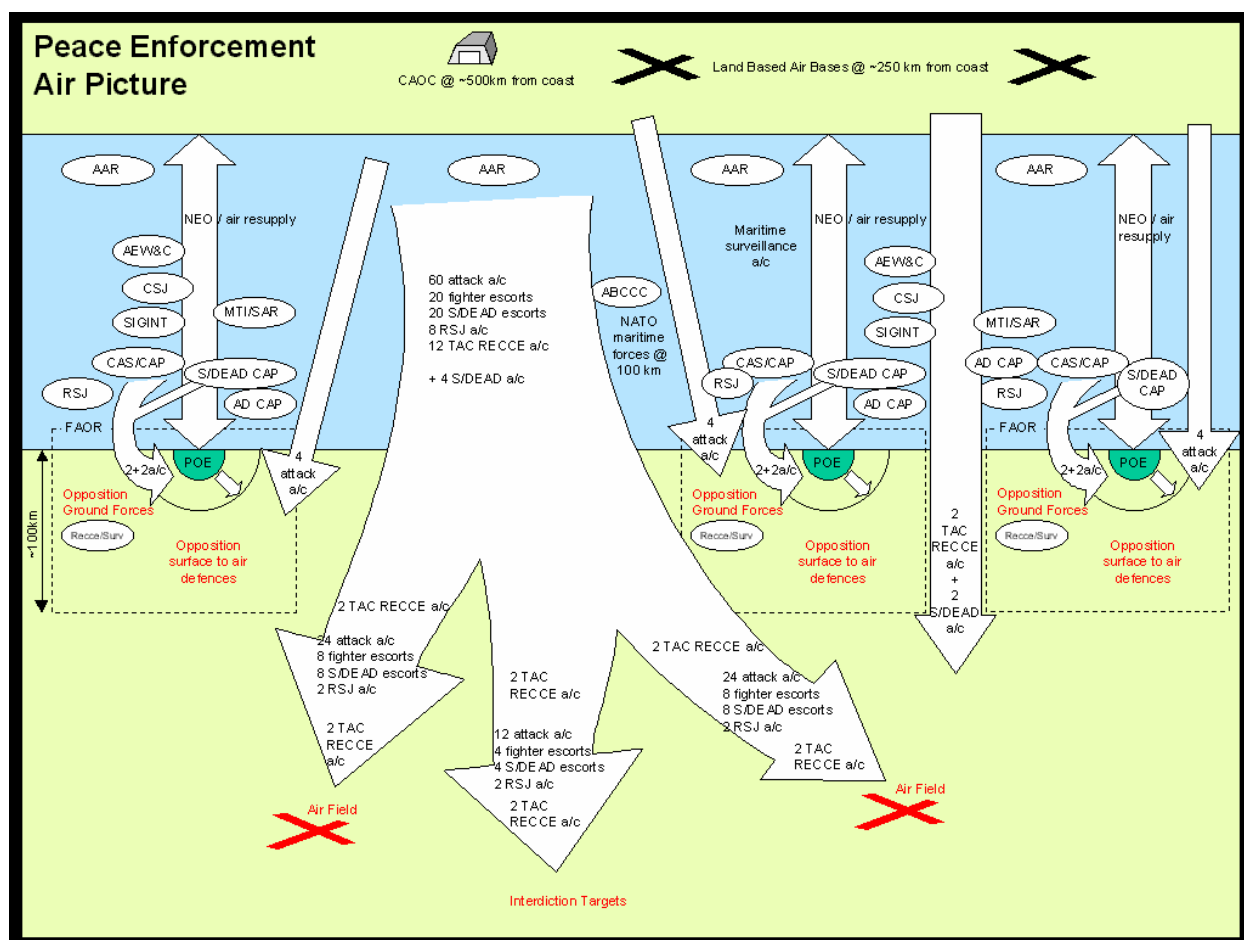 Peace Enforcement
Air Picture
CAOC @ ~500km from coast
Land Based Air Bases @ ~250 km from coast
AAR
AAR
AAR
AAR
NEO / air resupply
NEO / air resupply
NEO / air
resupply
Maritime
surveillance
a/c
AEW&C
CSJ
SIGINT
MTI/SAR
CAS/CAP
S/DEAD CAP
RSJ
AD CAP
FAOR
60 attack a/c
20 fighter escorts
20 S/DEAD escorts
8 RSJ a/c
12 TAC RECCE a/c
+ 4 S/DEAD a/c
ABCCC
NATO
maritime
forces @
100 km
AEW&C
CSJ
SIGINT
CAS/CAP
S/DEAD CAP
RSJ
AD CAP
MTI/SAR
AD CAP
CAS/CAP
RSJ
S/DEAD
CAP
FAOR
~100km
2+2a/c
POE
4
attack
a/c
Opposition
Ground Forces
Recce/Surv
Opposition
surface to air
defences
4
attack
a/c
2+2a/c
POE
Opposition
Ground Forces
Recce/Surv
Opposition
surface to air
defences
2
TAC
RECCE
a/c
+
2
S/DEAD
a/c
2+2a/c
POE
4
attack
a/c
Opposition
Ground Forces
Recce/Surv
Opposition
surface to air
defences
2 TAC RECCE a/c
24 attack a/c
8 fighter escorts
8 S/DEAD escorts
2 RSJ a/c
2 TAC
RECCE
a/c
2 TAC
RECCE a/c
12 attack a/c
4 fighter escorts
4 S/DEAD escorts
2 RSJ a/c
2 TAC
RECCE a/c
2 TAC RECCE a/c
24 attack a/c
8 fighter escorts
8 S/DEAD escorts
2 RSJ a/c
2 TAC
RECCE a/c
Air Field
Air Field
Interdiction Targets